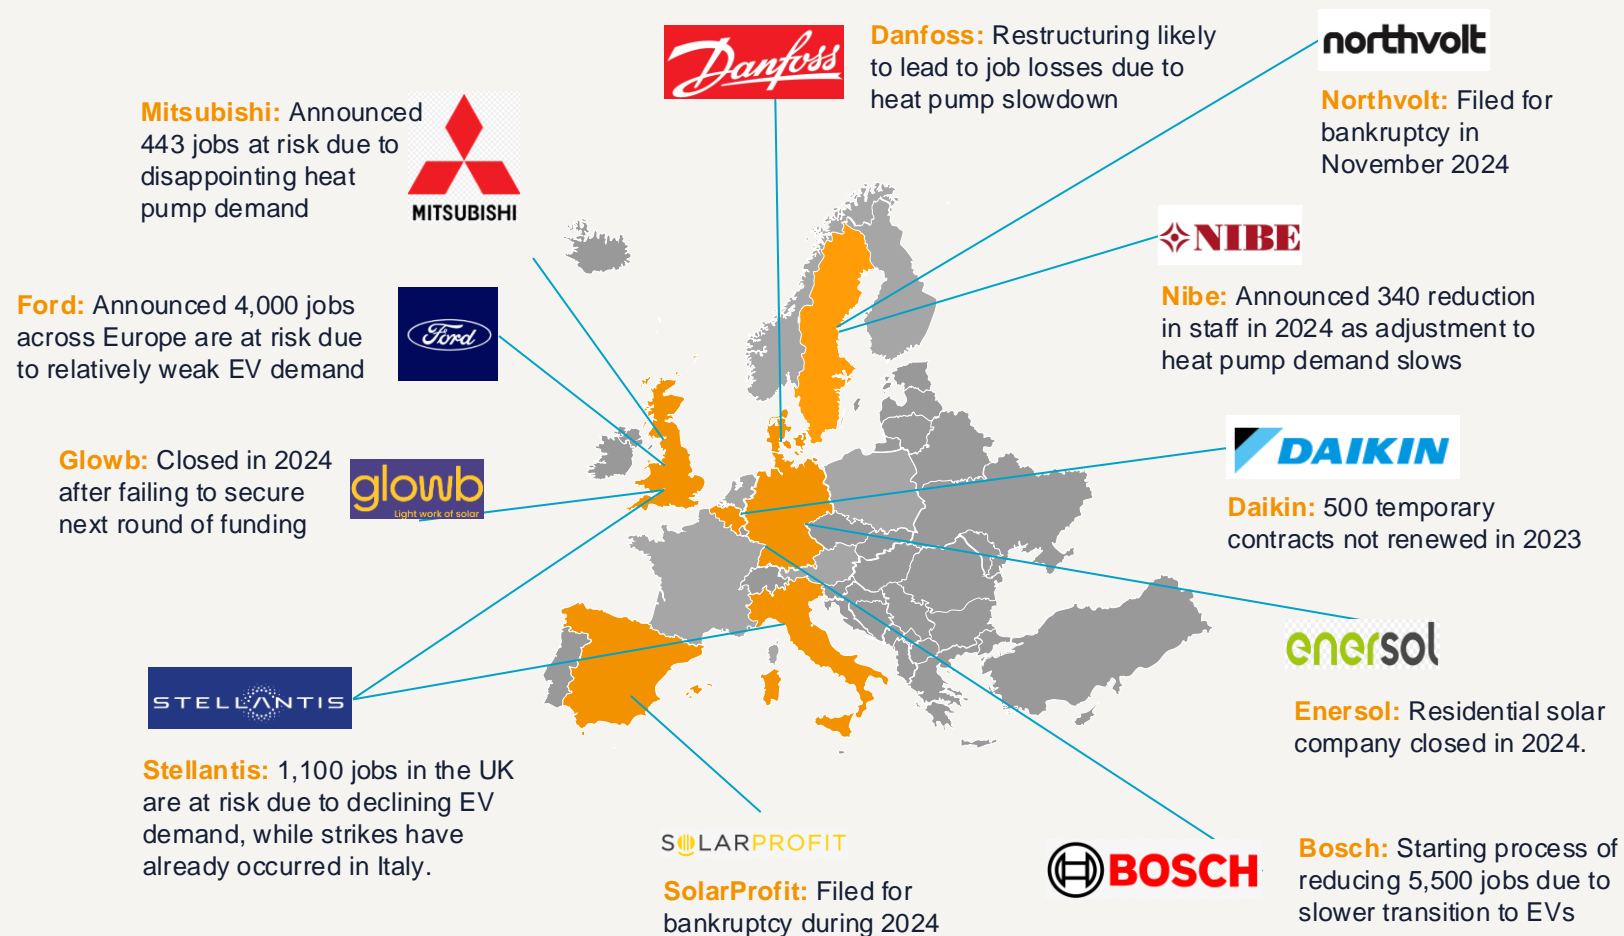 Danfoss
Danfoss: Restructuring likely
to lead to job losses due to
heat pump slowdown
northvolt
Northvolt: Filed for
bankruptcy in
November 2024
Mitsubishi: Announced
443 jobs at risk due to
disappointing heat
pump demand
MITSUBISHI
NIBE
Nibe: Announced 340 reduction
in staff in 2024 as adjustment to
heat pump demand slows
Ford: Announced 4,000 jobs
across Europe are at risk due
to relatively weak EV demand
Ford
DAIKIN
Daikin: 500 temporary
contracts not renewed in 2023
Glowb: Closed in 2024
after failing to secure
next round of funding
glowb
Light work of solar
enersol
Enersol: Residential solar
company closed in 2024.
STELLANTIS
Stellantis: 1,100 jobs in the UK
are at risk due to declining EV
demand, while strikes have
already occurred in Italy.
SOLARPROFIT
SolarProfit: Filed for
bankruptcy during 2024
BOSCH
Bosch: Starting process of
reducing 5,500 jobs due to
slower transition to EVs